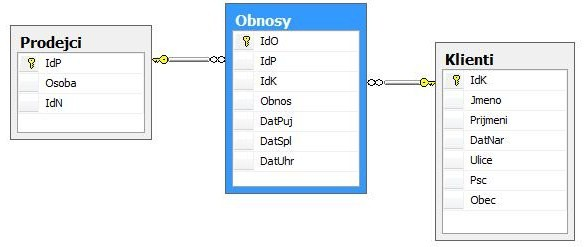 Prodejci
IdP
Osoba
IdN
Obnosy
IdO
IdP
IdK
Obnos
DatPuj
DatSpl
DatUhr
Klienti
IdK
Jmeno
Prijmeni
DatNar
Ulice
Psc
Obec